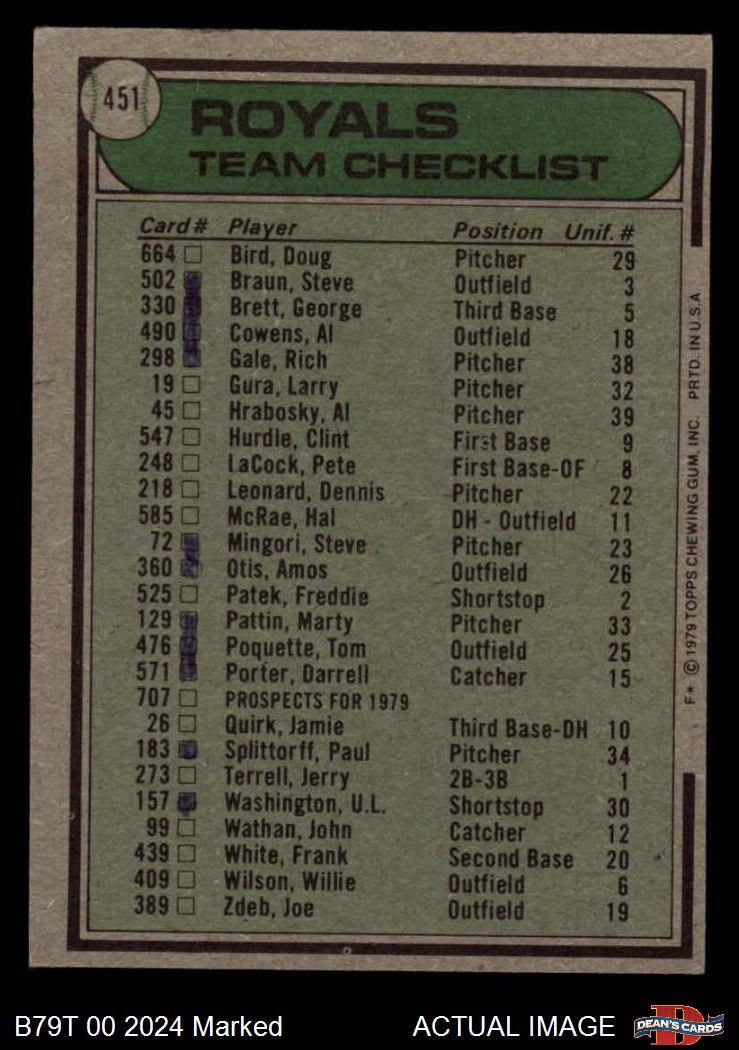 451
ROYALS
TEAM CHECKLIST
Card # Player Position Unif. #
664 Bird, Doug Pitcher 29
502 Braun, Steve Outfield 3
330 Brett, George Third Base 5
490 Cowens, Al Outfield 18
298 Gale, Rich Pitcher 38
19 Gura, Larry Pitcher 32
45 Hrabosky, Al Pitcher 39
547 Hurdle, Clint First Base 9
248 LaCock, Pete First Base-OF 8
218 Leonard, Dennis Pitcher 22
585 McRae, Hal DH - Outfield 11
72 Mingori, Steve Pitcher 23
360 Otis, Amos Outfield 26
525 Patek, Freddie Shortstop 2
129 Pattin, Marty Pitcher 33
476 Poquette, Tom Outfield 25
571 Porter, Darrell Catcher 15
707 PROSPECTS FOR 1979
26 Quirk, Jamie Third Base-DH 10
183 Splittorff, Paul Pitcher 34
273 Terrell, Jerry 2B-3B 1
157 Washington, U.L. Shortstop 30
99 Wathan, John Catcher 12
439 White, Frank Second Base 20
409 Wilson, Willie Outfield 6
389 Zdeb, Joe Outfield 19
F* © 1979 TOPPS CHEWING GUM, INC. PRTD. IN U.S.A
B79T 00 2024 Marked ACTUAL IMAGE
DEAN'S CARDS